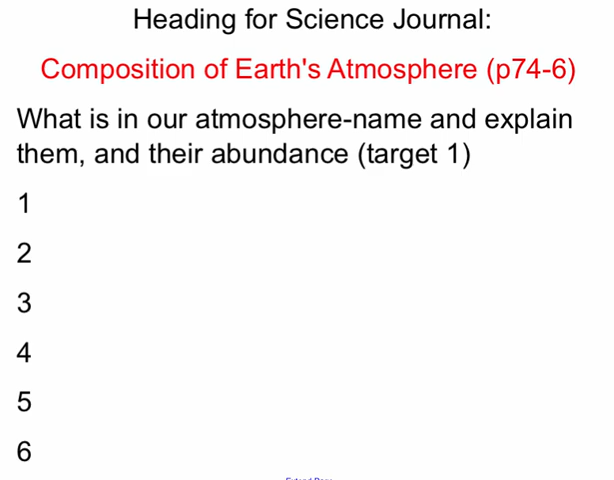 Heading for Science Journal:
Composition of Earth's Atmosphere (p74-6)
What is in our atmosphere-name and explain
them, and their abundance (target 1)
1
2
3
4
5
6